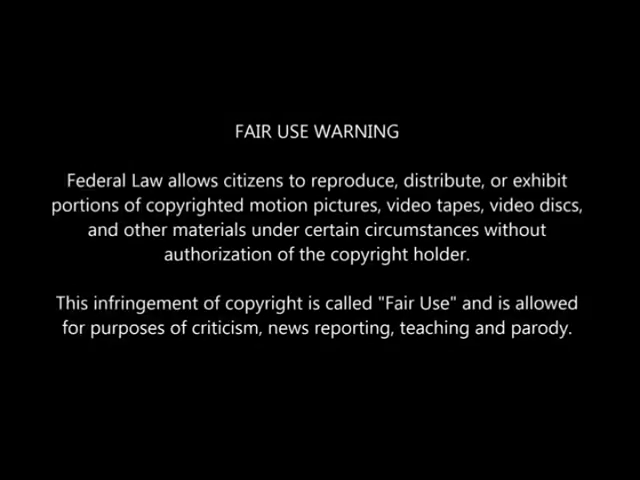 FAIR USE WARNING
Federal Law allows citizens to reproduce, distribute, or exhibit
portions of copyrighted motion pictures, video tapes, video discs,
and other materials under certain circumstances without
authorization of the copyright holder.
This infringement of copyright is called "Fair Use" and is allowed
for purposes of criticism, news reporting, teaching and parody.